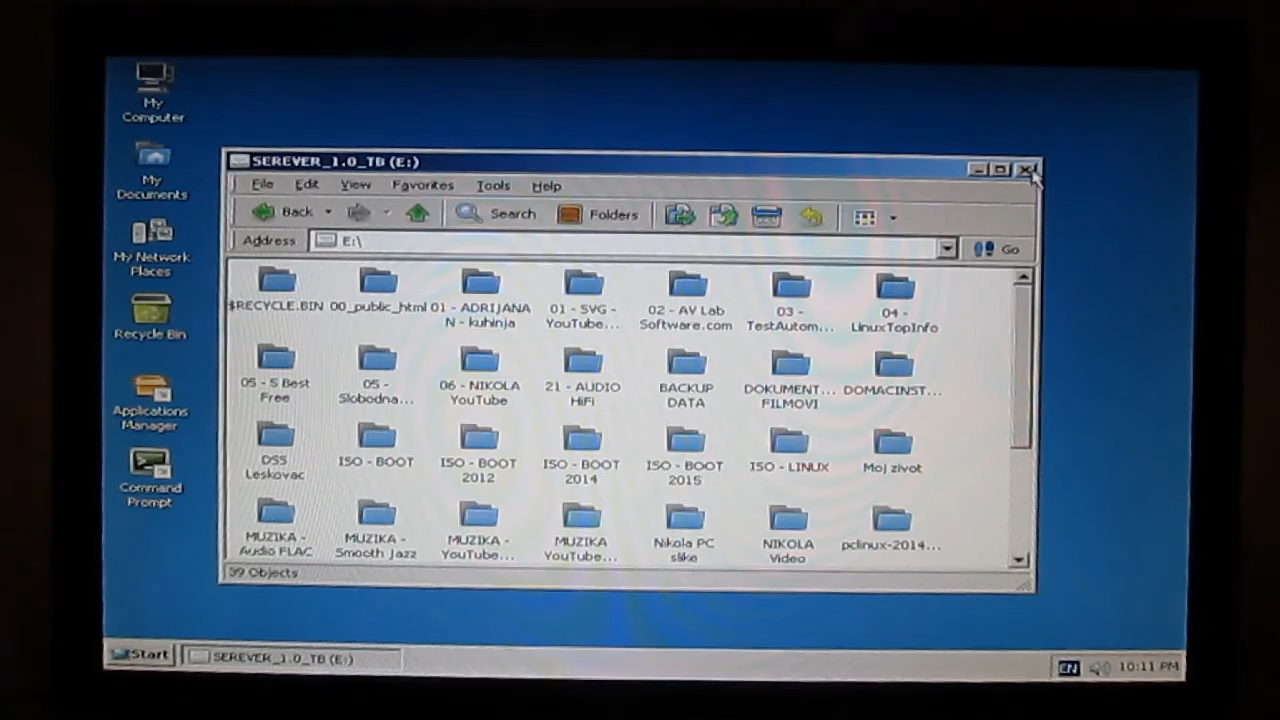 My
Computer
My
Documents
My Network
Places
Recycle Bin
Applications
Manager
Command
Prompt
SEREVER_1.0_TB (E:)
File Edit View Favorites Tools Help
Back Search Folders
Address E:\ Go
$RECYCLE.BIN
00_public_html
01 - ADRIJANA
N - kuhinja
01 - SVG -
YouTube...
02 - AV Lab
Software.com
03 -
TestAutom...
04 -
LinuxTopInfo
05 - S Best
Free
05 -
Slobodna...
06 - NIKOLA
YouTube
21 - AUDIO
HiFi
BACKUP
DATA
DOKUMENT...
FILMOVI
DOMACINST...
DSS
Leskovac
ISO - BOOT
ISO - BOOT
2012
ISO - BOOT
2014
ISO - BOOT
2015
ISO - LINUX
Moj zivot
MUZIKA -
Audio FLAC
MUZIKA -
Smooth Jazz
MUZIKA -
YouTube...
MUZIKA
YouTube...
Nikola PC
slike
NIKOLA
Video
pclinux-2014...
39 Objects
Start SEREVER_1.0_TB (E:) EN 10:11 PM